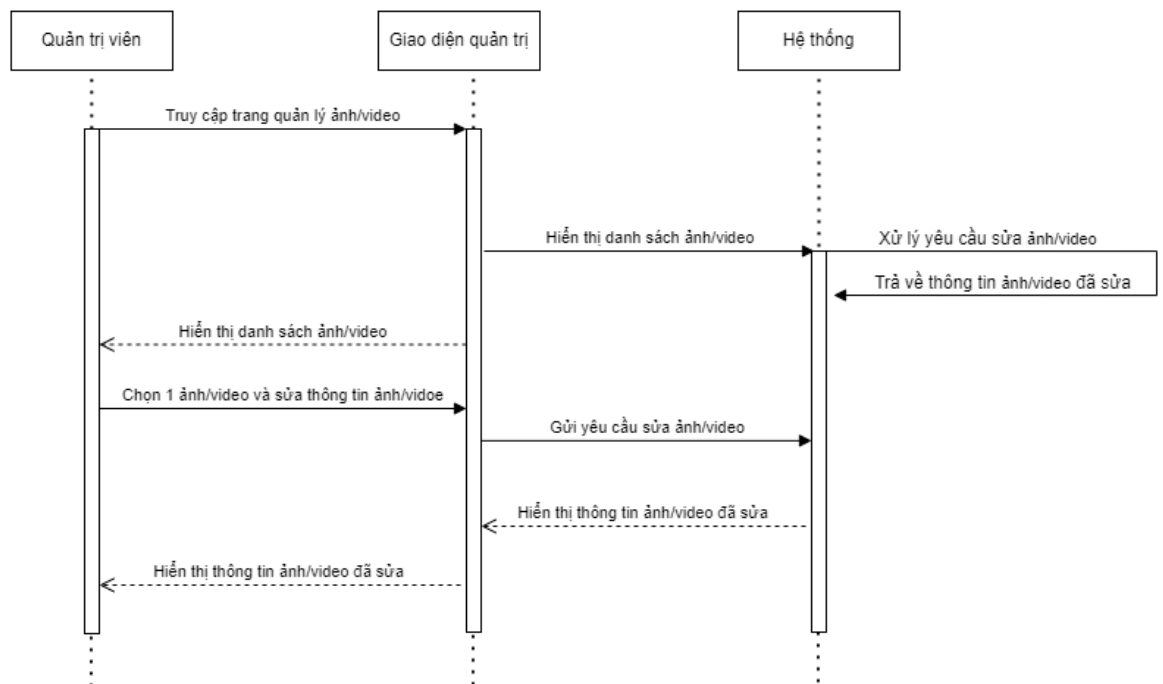 Quản trị viên
Giao diện quản trị
Hệ thống
Truy cập trang quản lý ảnh/video
Hiển thị danh sách ảnh/video
Xử lý yêu cầu sửa ảnh/video
Trả về thông tin ảnh/video đã sửa
Hiển thị danh sách ảnh/video
Chọn 1 ảnh/video và sửa thông tin ảnh/vidoe
Gửi yêu cầu sửa ảnh/video
Hiển thị thông tin ảnh/video đã sửa
Hiển thị thông tin ảnh/video đã sửa